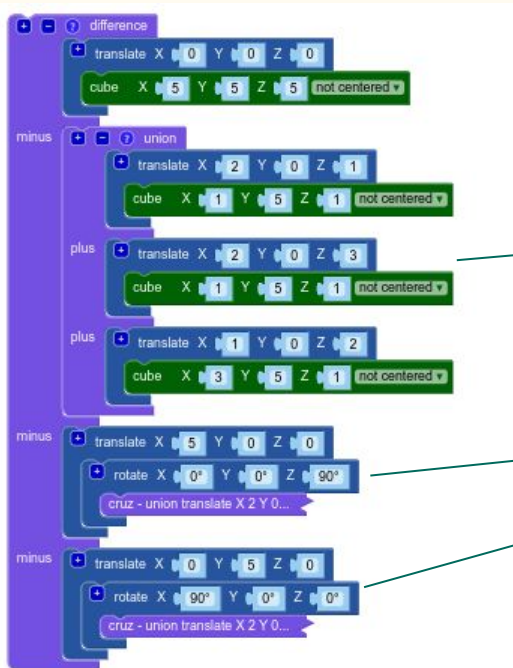 + - ? difference
+ translate X 0 Y 0 Z 0
cube X 5 Y 5 Z 5 not centered ▾
minus + - ? union
+ translate X 2 Y 0 Z 1
cube X 1 Y 5 Z 1 not centered ▾
plus + translate X 2 Y 0 Z 3
cube X 1 Y 5 Z 1 not centered ▾
plus + translate X 1 Y 0 Z 2
cube X 3 Y 5 Z 1 not centered ▾
minus + translate X 5 Y 0 Z 0
+ rotate X 0° Y 0° Z 90°
cruz - union translate X 2 Y 0...
minus + translate X 0 Y 5 Z 0
+ rotate X 90° Y 0° Z 0°
cruz - union translate X 2 Y 0...